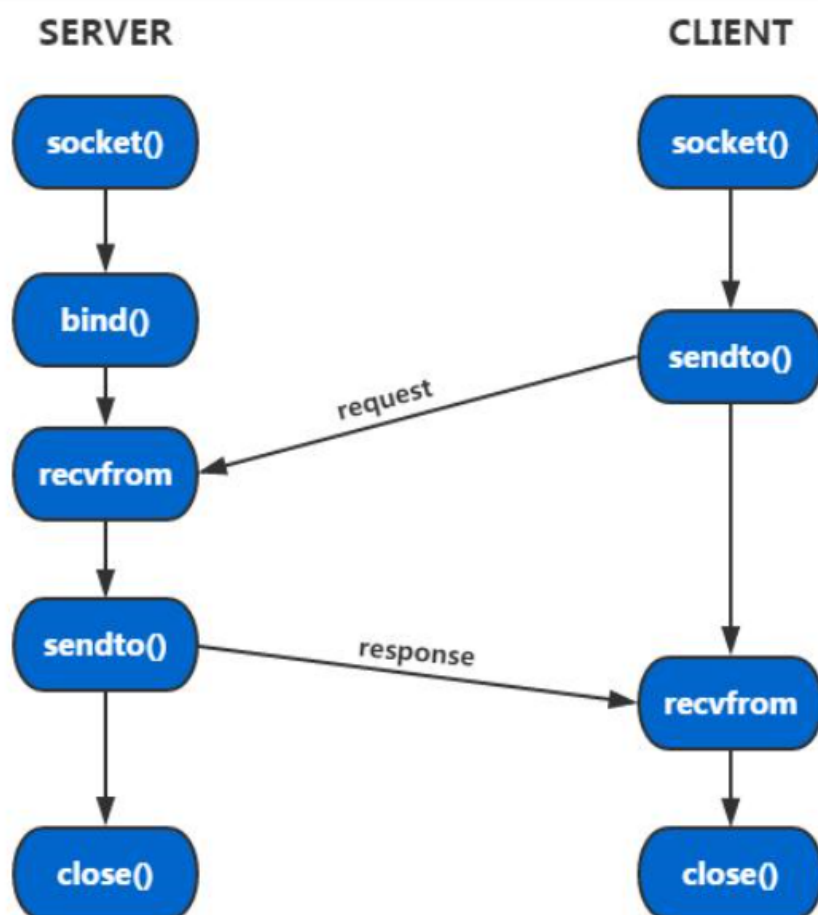 SERVER
CLIENT
socket()
socket()
bind()
sendto()
request
recvfrom
sendto()
response
recvfrom
close()
close()